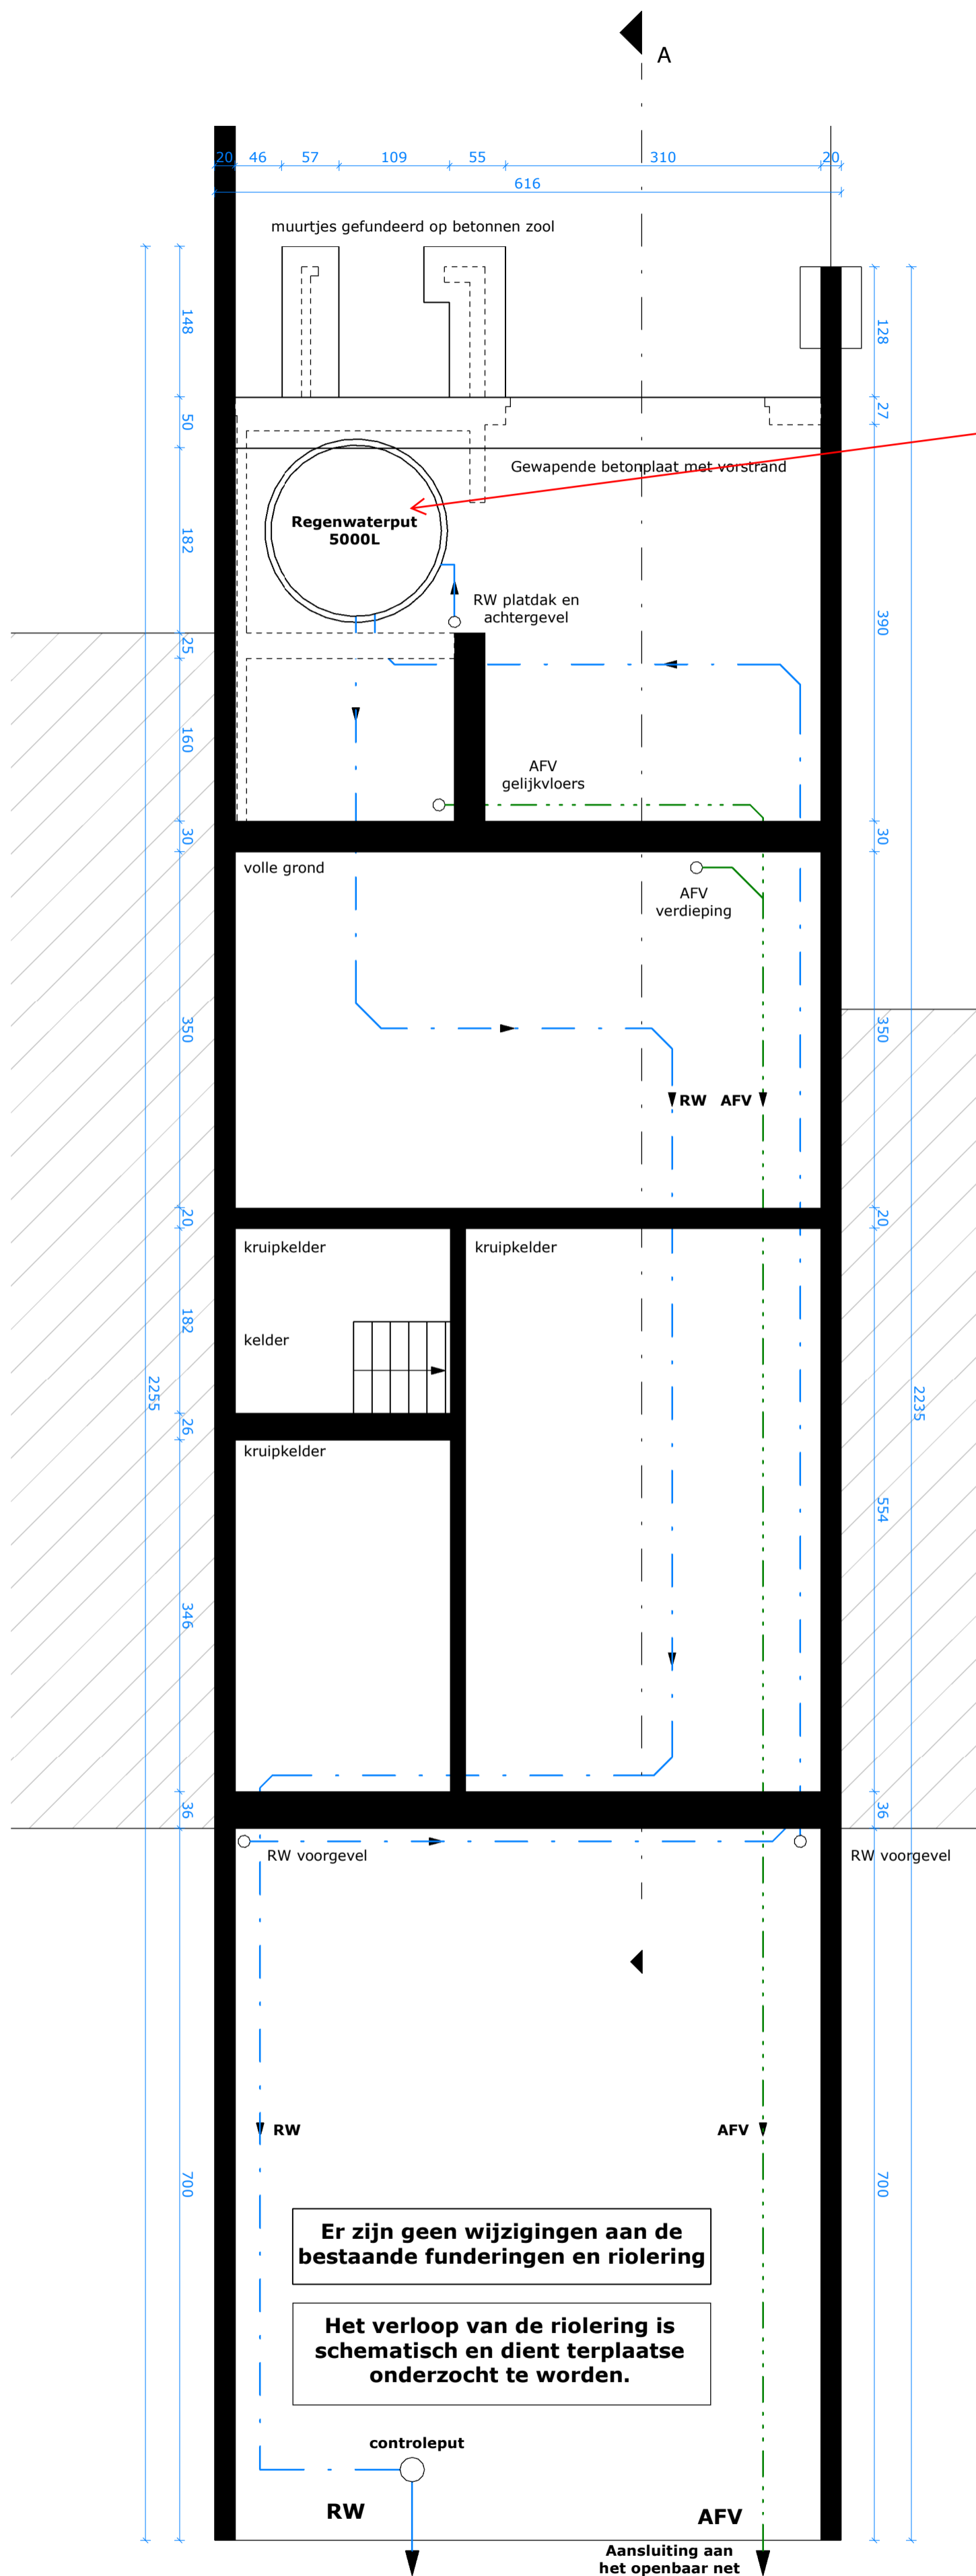 A
20 46 57 109 55 310 20
616
muurtjes gefundeerd op betonnen zool
148
128
50
27
Gewapende betonplaat met vorstrand
Regenwaterput
5000L
182
RW platdak en
achtergevel
390
25
160
AFV
gelijkvloers
30
30
volle grond
AFV
verdieping
350
350
RW AFV
20
20
kruipkelder
kruipkelder
182
kelder
2255
2235
26
kruipkelder
554
346
36
36
RW voorgevel
RW voorgevel
RW
AFV
700
700
Er zijn geen wijzigingen aan de
bestaande funderingen en riolering
Het verloop van de riolering is
schematisch en dient terplaatse
onderzocht te worden.
controleput
RW
AFV
Aansluiting aan
het openbaar net